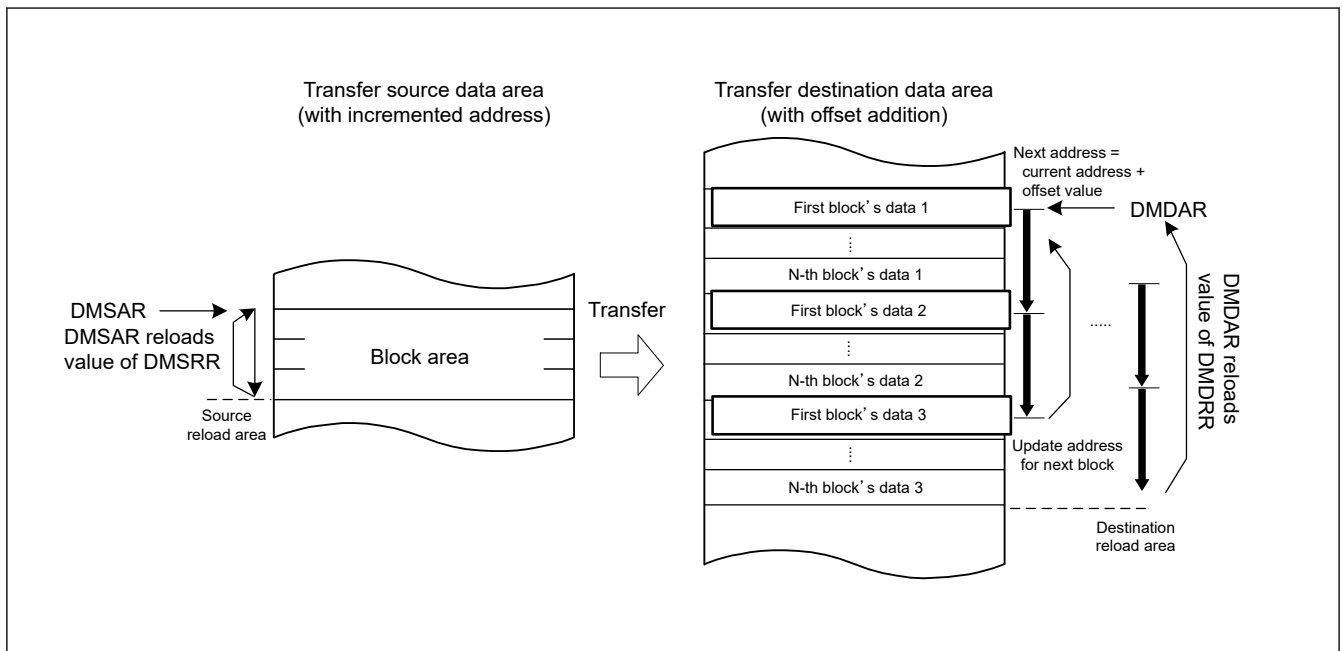 Transfer source data area
(with incremented address)
Transfer destination data area
(with offset addition)
Next address =
current address +
offset value
DMDAR
First block’s data 1
N-th block’s data 1
First block’s data 2
N-th block’s data 2
First block’s data 3
N-th block’s data 3
DMSAR
DMSAR reloads
value of DMSRR
Block area
Transfer
Source
reload area
.....
Update address
for next block
DMDAR reloads
value of DMDRR
Destination
reload area